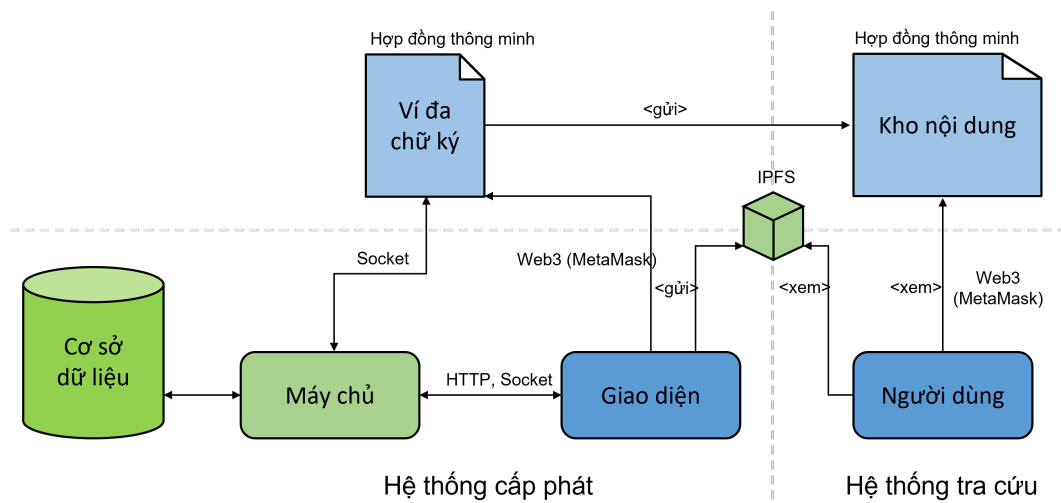 Hợp đồng thông minh
Hợp đồng thông minh
Ví đa
chữ ký
<gửi>
Kho nội dung
IPFS
Socket
Web3 (MetaMask)
<gửi>
<xem>
<xem>
Web3
(MetaMask)
Cơ sở
dữ liệu
Máy chủ
HTTP, Socket
Giao diện
Người dùng
Hệ thống cấp phát
Hệ thống tra cứu